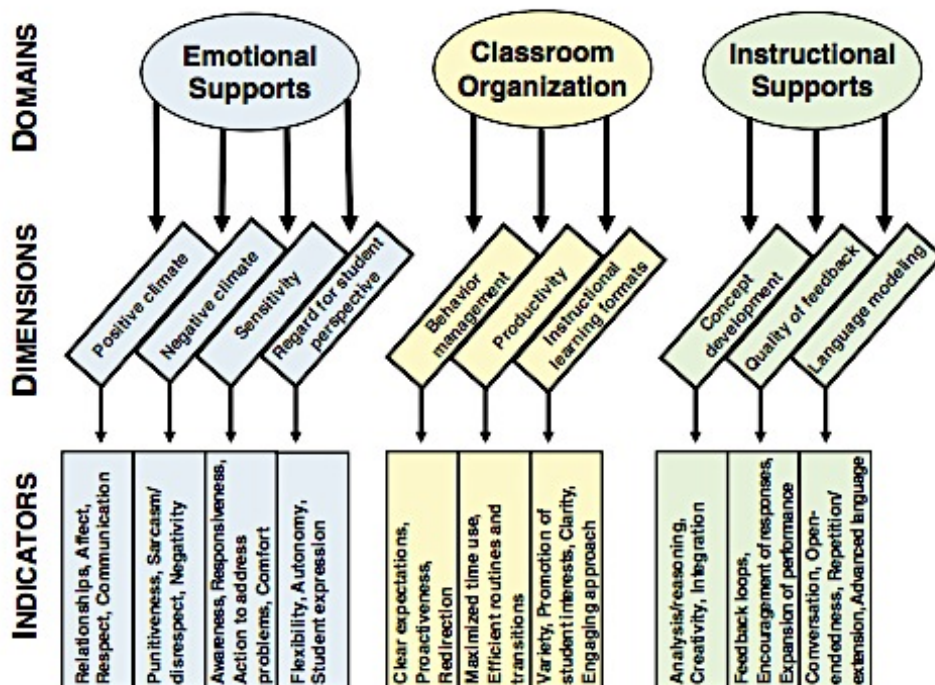 DOMAINS
Emotional
Supports
Classroom
Organization
Instructional
Supports
DIMENSIONS
Positive climate
Negative climate
Sensitivity
Regard for student
perspective
Behavior
management
Productivity
Instructional
learning formats
Concept
development
Quality of feedback
Language modeling
INDICATORS
Relationships, Affect,
Respect, Communication
Punitiveness, Sarcasm/
disrespect, Negativity
Awareness, Responsiveness,
Action to address
problems, Comfort
Flexibility, Autonomy,
Student expression
Clear expectations,
Proactiveness,
Redirection
Maximized time use,
Efficient routines and
transitions
Variety, Promotion of
student interests, Clarity,
Engaging approach
Analysis/reasoning,
Creativity, Integration
Feedback loops,
Encouragement of responses,
Expansion of performance
Conversation, Open-
endedness, Repetition/
extension, Advanced language